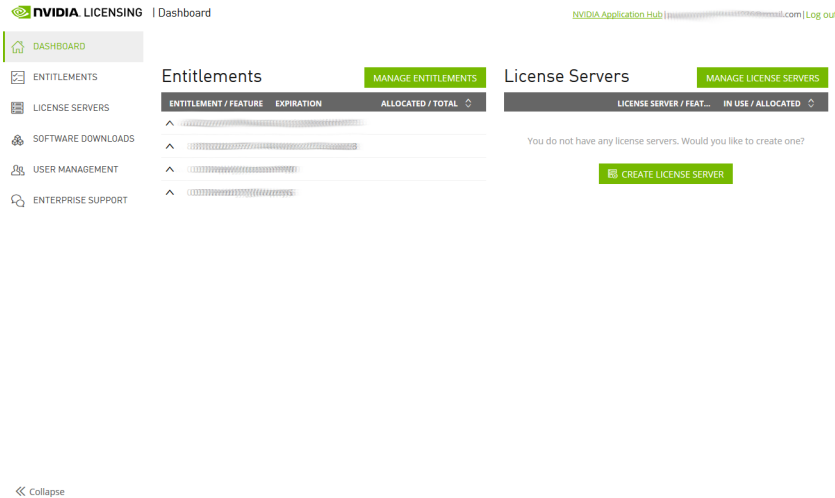 NVIDIA. LICENSING | Dashboard
NVIDIA Application Hub | .com | Log ou
DASHBOARD
ENTITLEMENTS
LICENSE SERVERS
SOFTWARE DOWNLOADS
USER MANAGEMENT
ENTERPRISE SUPPORT
Collapse
Entitlements
MANAGE ENTITLEMENTS
ENTITLEMENT / FEATURE EXPIRATION ALLOCATED / TOTAL
License Servers
MANAGE LICENSE SERVERS
LICENSE SERVER / FEAT... IN USE / ALLOCATED
You do not have any license servers. Would you like to create one?
CREATE LICENSE SERVER